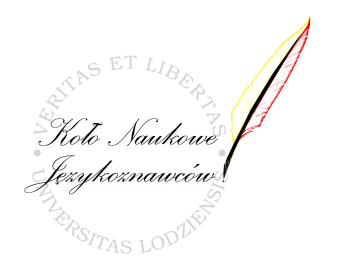 VERITAS ET LIBERTAS
Koło Naukowe
Językoznawców
UNIVERSITAS LODZIENSIS